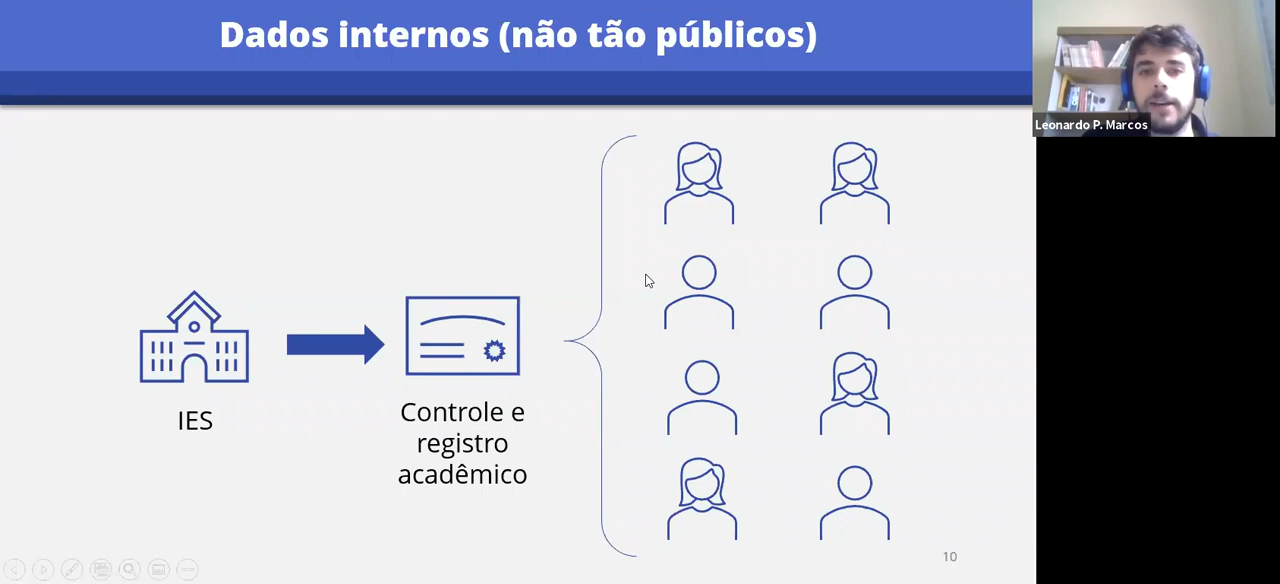 Dados internos (não tão públicos)
Leonardo P. Marcos
IES
Controle e
registro
acadêmico
10